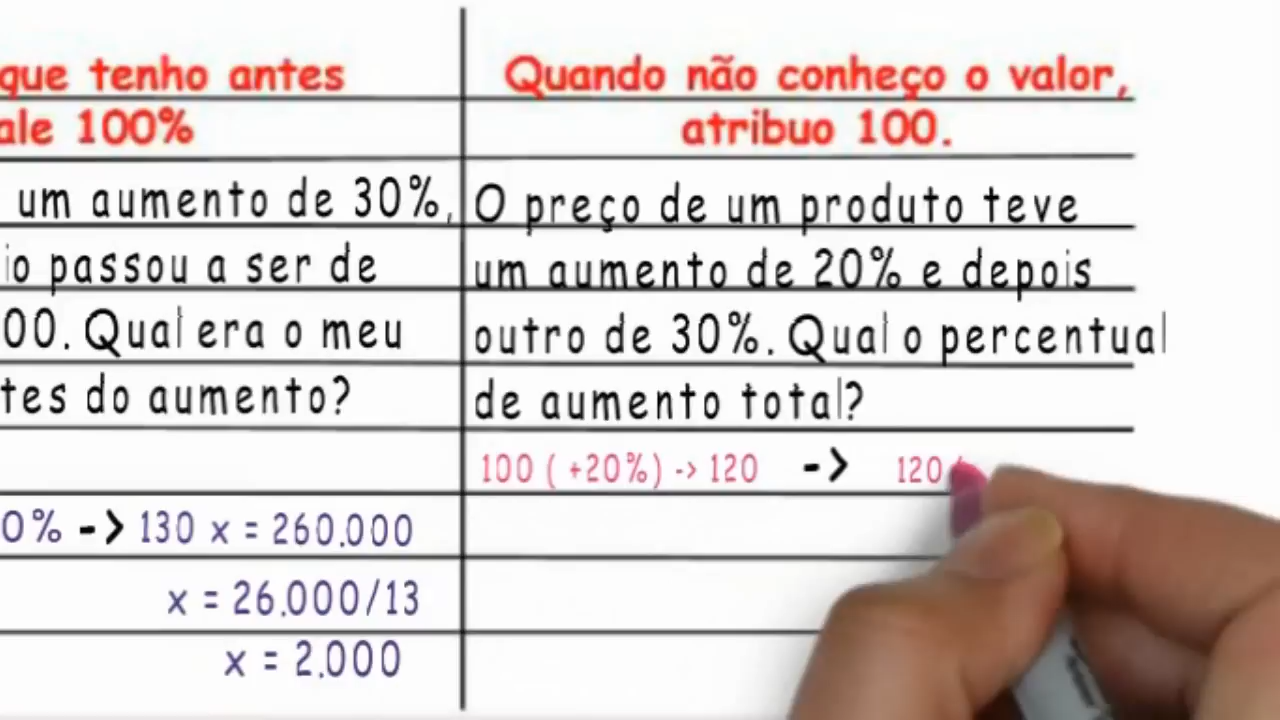 que tenho antes
ale 100%
um aumento de 30%,
io passou a ser de
00. Qual era o meu
tes do aumento?
0% -> 130 x = 260.000
x = 26.000/13
x = 2.000
Quando não conheço o valor,
atribuo 100.
O preço de um produto teve
um aumento de 20% e depois
outro de 30%. Qual o percentual
de aumento total?
100 ( +20%) -> 120 -> 120 (